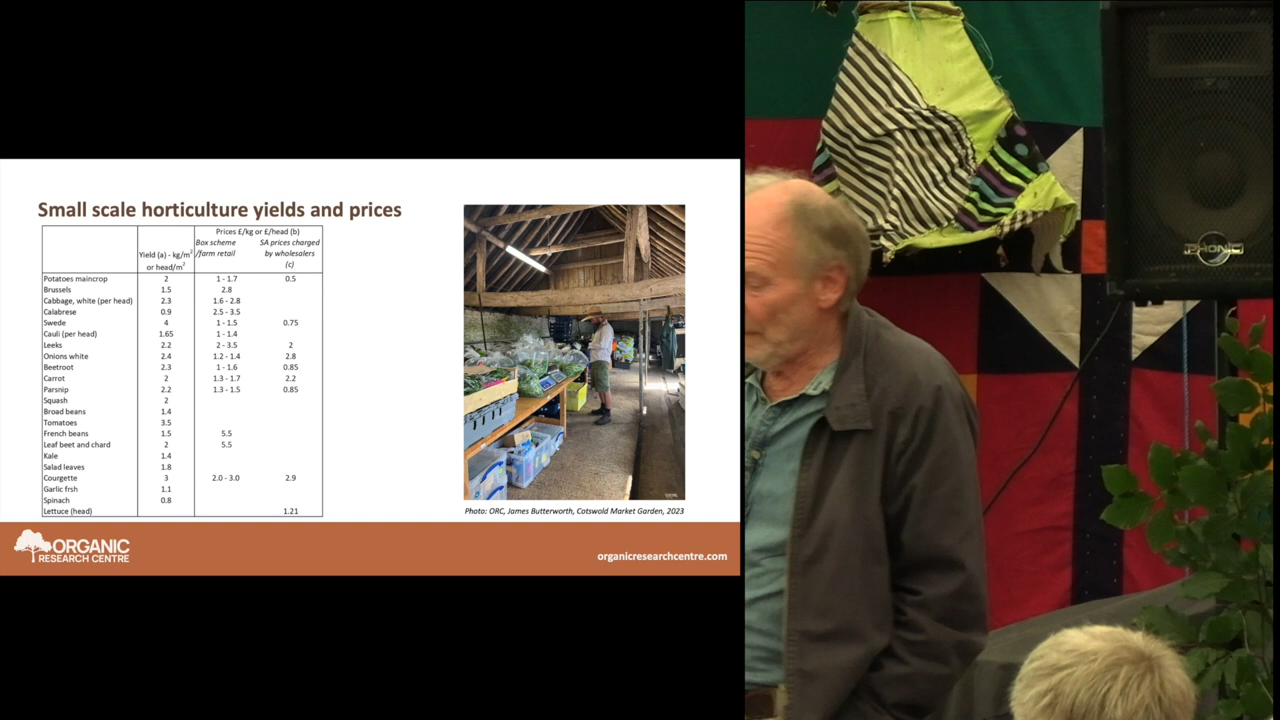 Small scale horticulture yields and prices
Prices £/kg or £/head (b)
Yield (a) - kg/m² or head/m²
Box scheme /farm retail
SA prices charged by wholesalers (c)
Potatoes maincrop 2 1 - 1.7 0.5
Brussels 1.5 2.8
Cabbage, white (per head) 2.3 1.6 - 2.8
Calabrese 0.9 2.5 - 3.5
Swede 4 1 - 1.5 0.75
Cauli (per head) 1.65 1 - 1.4
Leeks 2.2 2 - 3.5 2
Onions white 2.4 1.2 - 1.4 2.8
Beetroot 2.3 1 - 1.6 0.85
Carrot 2 1.3 - 1.7 2.2
Parsnip 2.2 1.3 - 1.5 0.85
Squash 2
Broad beans 1.4
Tomatoes 3.5
French beans 1.5 5.5
Leaf beet and chard 2 5.5
Kale 1.4
Salad leaves 1.8
Courgette 3 2.0 - 3.0 2.9
Garlic frsh 1.1
Spinach 0.8
Lettuce (head) 1.21
Photo: ORC, James Butterworth, Cotswold Market Garden, 2023
ORGANIC
RESEARCH CENTRE
organicresearchcentre.com
PHONIC